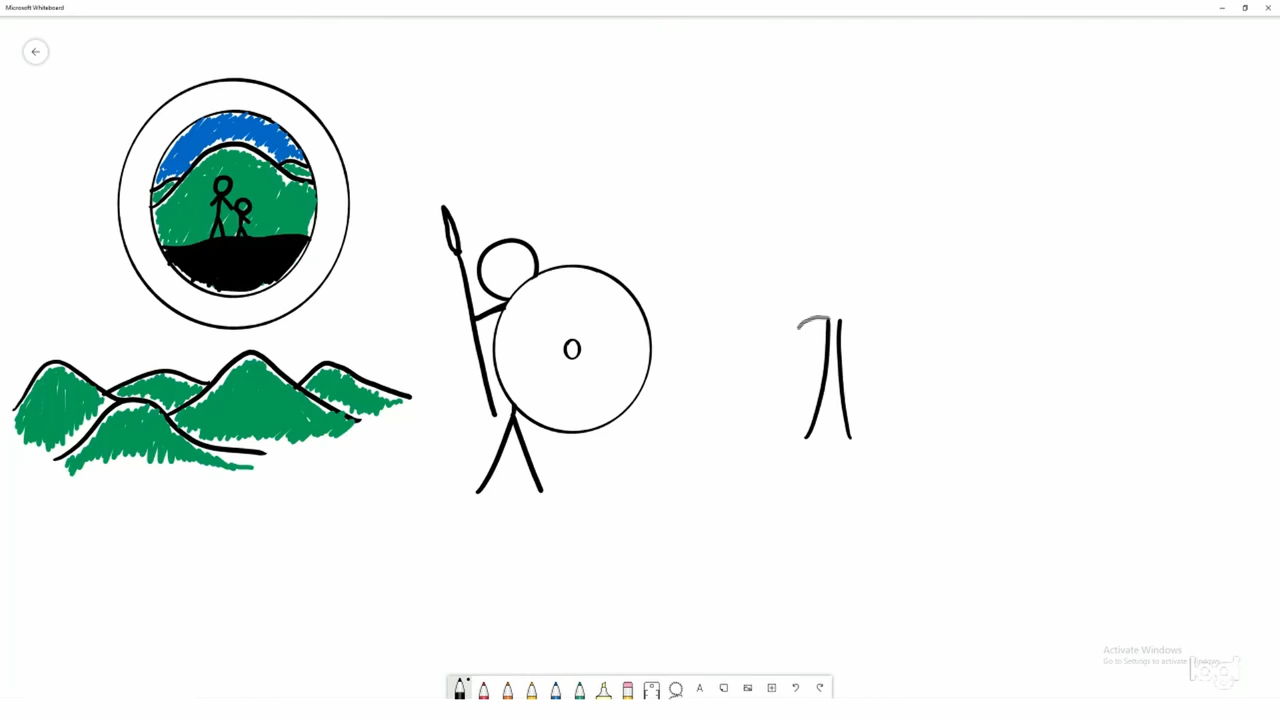 Microsoft Whiteboard
Activate Windows
Go to Settings to activate Windows.
A